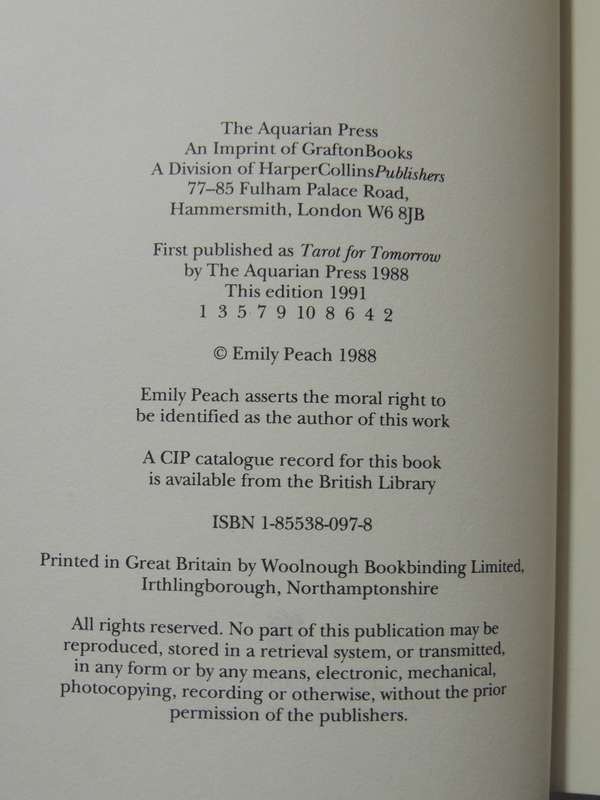 The Aquarian Press
An Imprint of GraftonBooks
A Division of HarperCollinsPublishers
77–85 Fulham Palace Road,
Hammersmith, London W6 8JB
First published as Tarot for Tomorrow
by The Aquarian Press 1988
This edition 1991
1 3 5 7 9 10 8 6 4 2
© Emily Peach 1988
Emily Peach asserts the moral right to
be identified as the author of this work
A CIP catalogue record for this book
is available from the British Library
ISBN 1-85538-097-8
Printed in Great Britain by Woolnough Bookbinding Limited,
Irthlingborough, Northamptonshire
All rights reserved. No part of this publication may be
reproduced, stored in a retrieval system, or transmitted,
in any form or by any means, electronic, mechanical,
photocopying, recording or otherwise, without the prior
permission of the publishers.